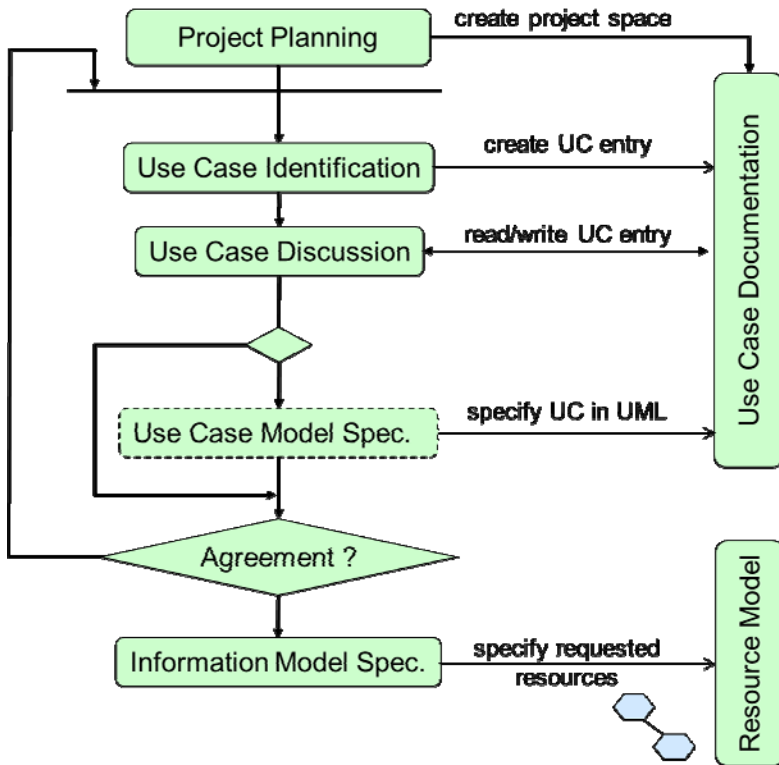 Project Planning
create project space
Use Case Identification
create UC entry
Use Case Discussion
read/write UC entry
Use Case Documentation
Use Case Model Spec.
specify UC in UML
Agreement ?
Information Model Spec.
specify requested
resources
Resource Model